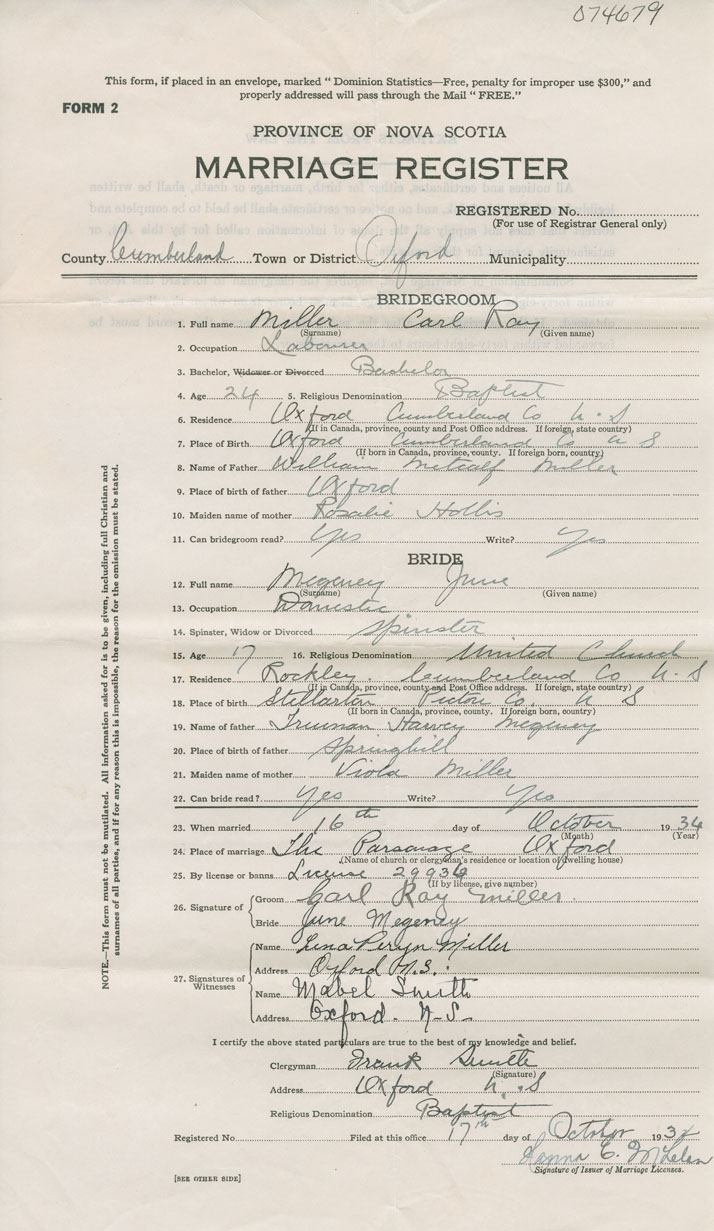 074679
This form, if placed in an envelope, marked "Dominion Statistics—Free, penalty for improper use $300," and
properly addressed will pass through the Mail "FREE."
FORM 2
PROVINCE OF NOVA SCOTIA
MARRIAGE REGISTER
REGISTERED No.
(For use of Registrar General only)
County Cumberland Town or District Oxford Municipality
BRIDEGROOM
1. Full name Miller Carl Ray
(Surname) (Given name)
2. Occupation Labourer
3. Bachelor, Widower or Divorced Bachelor
4. Age 24 5. Religious Denomination Baptist
6. Residence Oxford Cumberland Co N.S
(If in Canada, province, county and Post Office address. If foreign, state country)
7. Place of Birth Oxford Cumberland Co N S
(If born in Canada, province, county. If foreign born, country)
8. Name of Father William Metcalf Miller
9. Place of birth of father Oxford
10. Maiden name of mother Rosalie Hollis
11. Can bridegroom read? Yes Write? Yes
BRIDE
12. Full name Megeney June
(Surname) (Given name)
13. Occupation Domestic
14. Spinster, Widow or Divorced Spinster
15. Age 17 16. Religious Denomination United Church
17. Residence Rockley. Cumberland Co N.S
(If in Canada, province, county and Post Office address. If foreign, state country)
18. Place of Birth Stellarton Pictou Co. N S
(If born in Canada, province, county. If foreign born, country)
19. Name of father Truman Harvey Megeney
20. Place of birth of father Springhill
21. Maiden name of mother Viola Miller
22. Can bride read? Yes Write? Yes
23. When married 16th day of October 1934
(Month) (Year)
24. Place of marriage The Parsonage Oxford
(Name of church or clergyman's residence or location of dwelling house)
25. By license or banns License 29936
(If by license, give number)
26. Signature of Groom Carl Ray Miller.
Bride June Megeney
27. Signatures of Witnesses Name Lena Miller
Address Oxford N.S.
Name Mabel Smith
Address Oxford. N.S.
I certify the above stated particulars are true to the best of my knowledge and belief.
Clergyman Frank Smith
(Signature)
Address Oxford N.S
Religious Denomination Baptist
Registered No. Filed at this office 17th day of October 1934
Hanna E. McLelan
Signature of Issuer of Marriage Licenses.
[SEE OTHER SIDE]
NOTE.—This form must not be mutilated. All information asked for is to be given, including full Christian and
surnames of all parties, and if for any reason this is impossible, the reason for the omission must be stated.